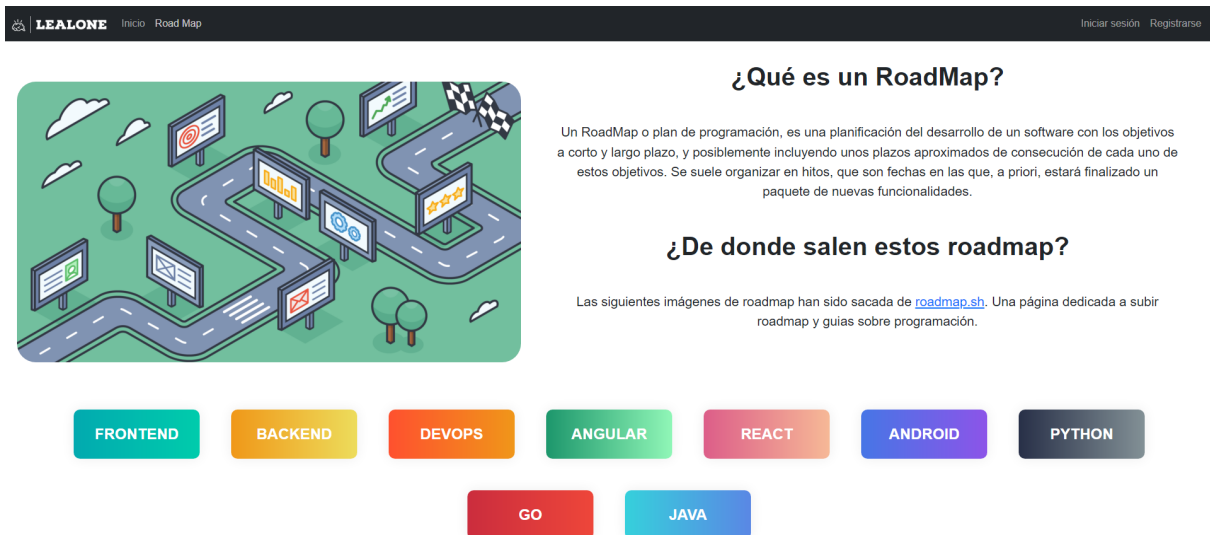 LEALONE Inicio Road Map Iniciar sesión Registrarse
¿Qué es un RoadMap?
Un RoadMap o plan de programación, es una planificación del desarrollo de un software con los objetivos
a corto y largo plazo, y posiblemente incluyendo unos plazos aproximados de consecución de cada uno de
estos objetivos. Se suele organizar en hitos, que son fechas en las que, a priori, estará finalizado un
paquete de nuevas funcionalidades.
¿De donde salen estos roadmap?
Las siguientes imágenes de roadmap han sido sacada de roadmap.sh. Una página dedicada a subir
roadmap y guias sobre programación.
FRONTEND BACKEND DEVOPS ANGULAR REACT ANDROID PYTHON
GO JAVA